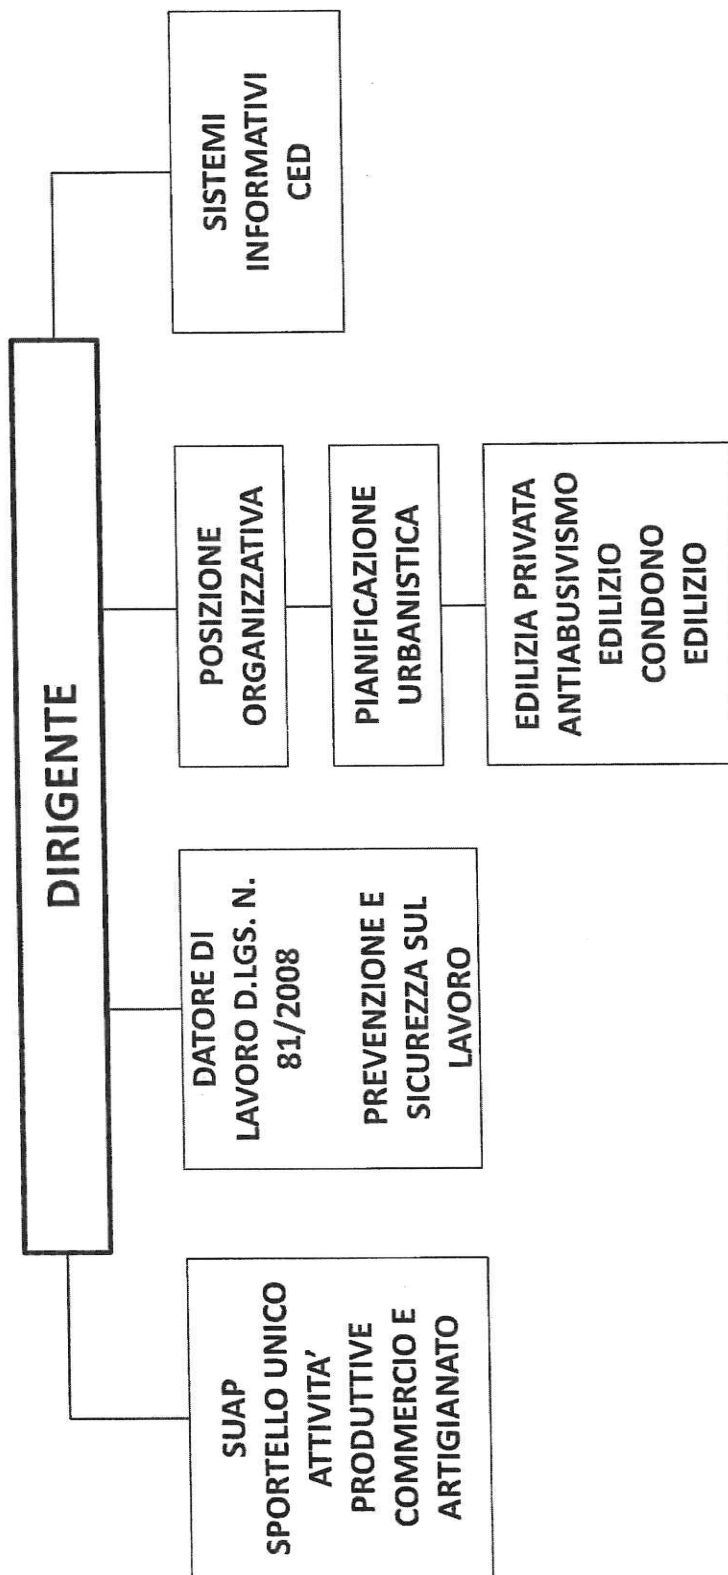 DIRIGENTE
SUAP
SPORTELLO UNICO
ATTIVITA’
PRODUTTIVE
COMMERCIO E
ARTIGIANATO
DATORE DI
LAVORO D.LGS. N.
81/2008
PREVENZIONE E
SICUREZZA SUL
LAVORO
POSIZIONE
ORGANIZZATIVA
PIANIFICAZIONE
URBANISTICA
EDILIZIA PRIVATA
ANTIABUSIVISMO
EDILIZIO
CONDONO
EDILIZIO
SISTEMI
INFORMATIVI
CED